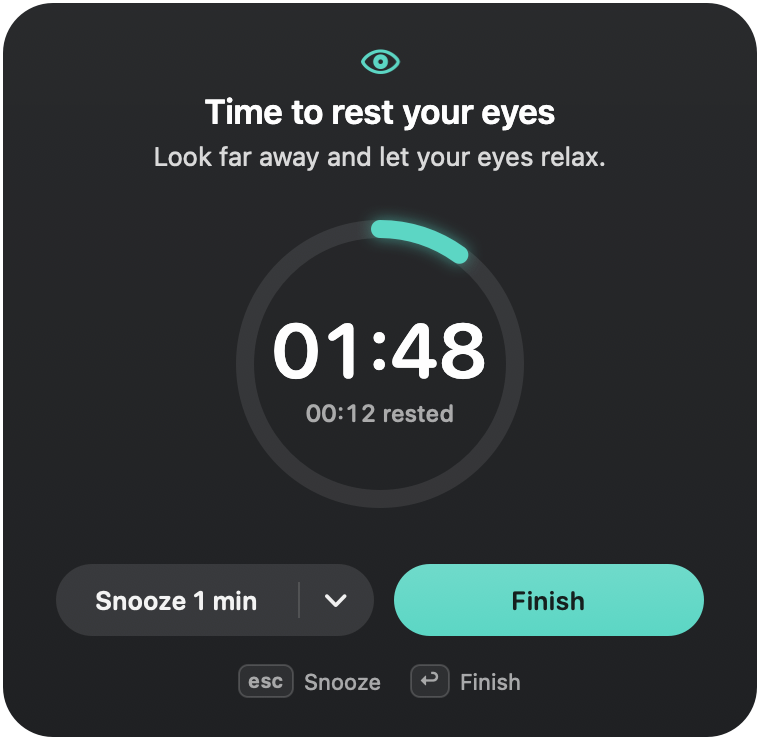 Time to rest your eyes
Look far away and let your eyes relax.
01:48
00:12 rested
Snooze 1 min
Finish
esc Snooze
Finish